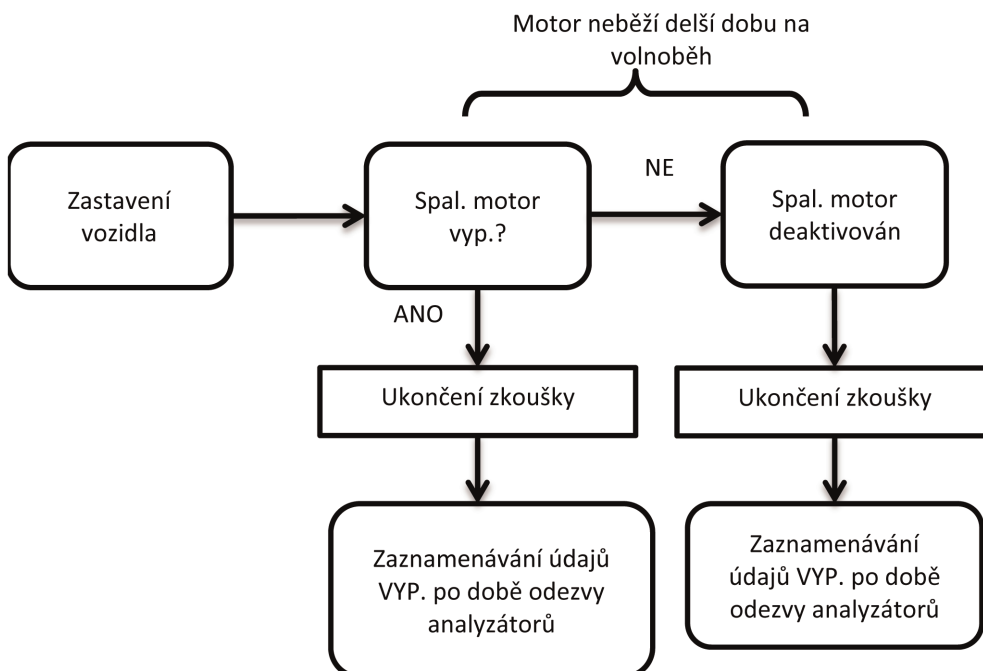 Motor neběží delší dobu na
volnoběh
Zastavení
vozidla
Spal. motor
vyp.?
NE
Spal. motor
deaktivován
ANO
Ukončení zkoušky
Ukončení zkoušky
Zaznamenávání údajů
VYP. po době odezvy
analyzátorů
Zaznamenávání
údajů VYP. po době
odezvy analyzátorů